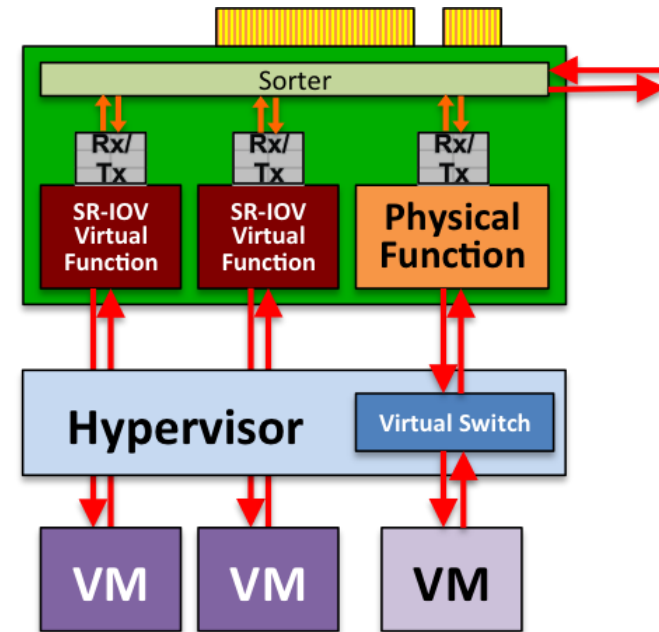 Sorter
Rx/
Tx
Rx/
Tx
Rx/
Tx
SR-IOV
Virtual
Function
SR-IOV
Virtual
Function
Physical
Function
Hypervisor
Virtual Switch
VM
VM
VM